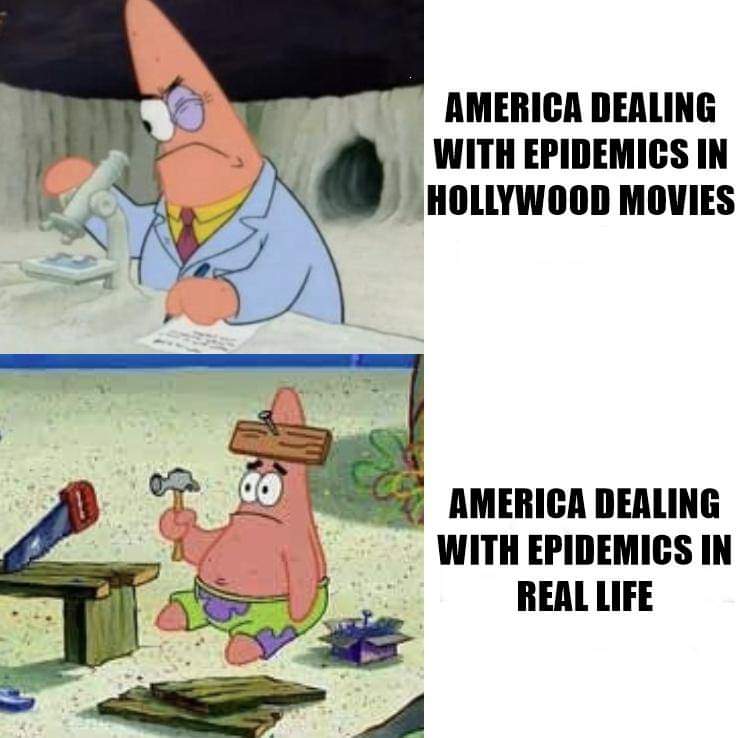 AMERICA DEALING
WITH EPIDEMICS IN
HOLLYWOOD MOVIES
AMERICA DEALING
WITH EPIDEMICS IN
REAL LIFE